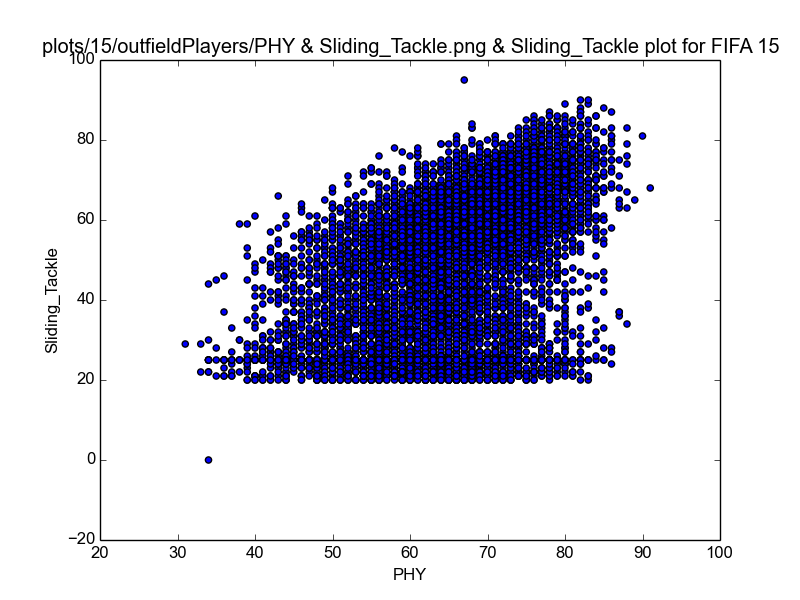 plots/15/outfieldPlayers/PHY & Sliding_Tackle.png & Sliding_Tackle plot for FIFA 15
100
80
60
40
20
0
−20
Sliding_Tackle
20 30 40 50 60 70 80 90 100
PHY